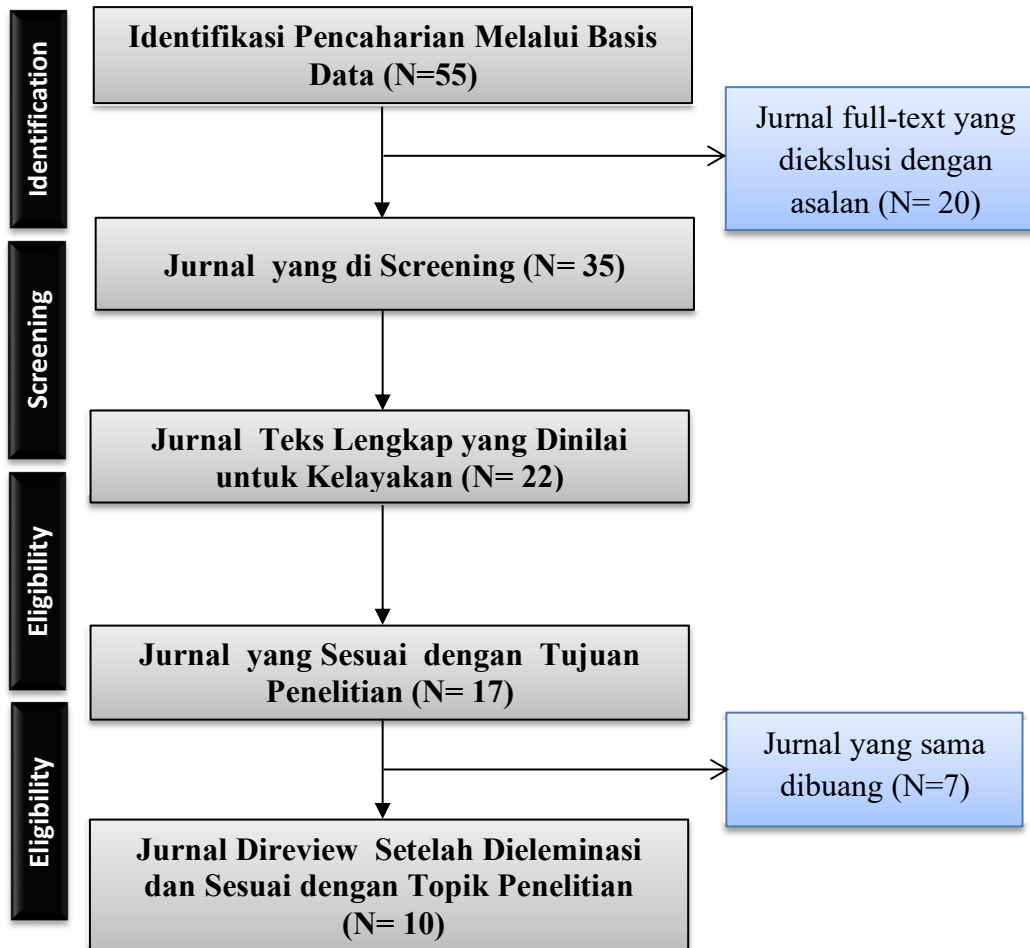 Identification
Identifikasi Pencaharian Melalui Basis
Data (N=55)
Jurnal full-text yang
diekslusi dengan
asalan (N= 20)
Screening
Jurnal yang di Screening (N= 35)
Jurnal Teks Lengkap yang Dinilai
untuk Kelayakan (N= 22)
Eligibility
Jurnal yang Sesuai dengan Tujuan
Penelitian (N= 17)
Eligibility
Jurnal yang sama
dibuang (N=7)
Jurnal Direview Setelah Dieleminasi
dan Sesuai dengan Topik Penelitian
(N= 10)